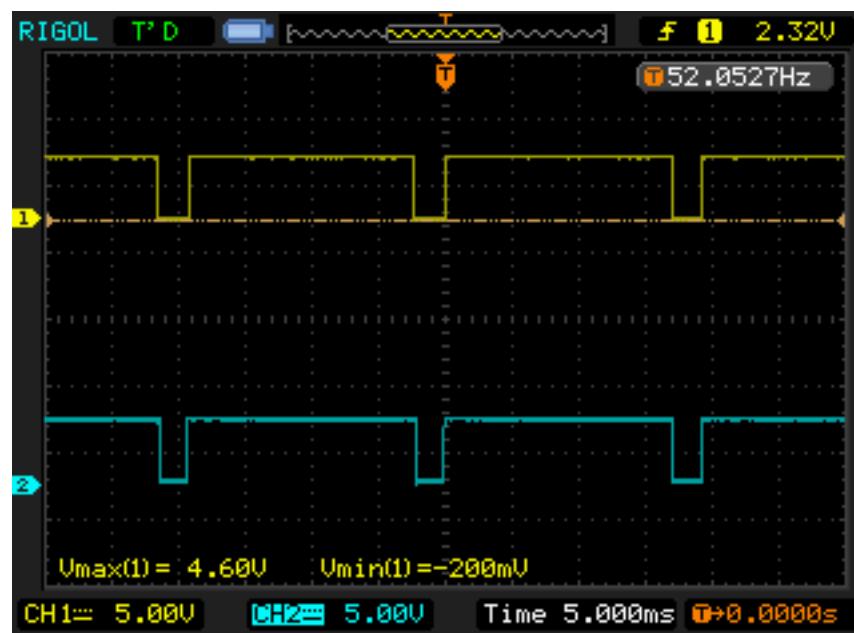 RIGOL T'D T f 1 2.32V
T 52.0527Hz
1
2
Vmax(1)= 4.60V Vmin(1)=-200mV
CH1 5.00V CH2 5.00V Time 5.000ms T→0.0000s